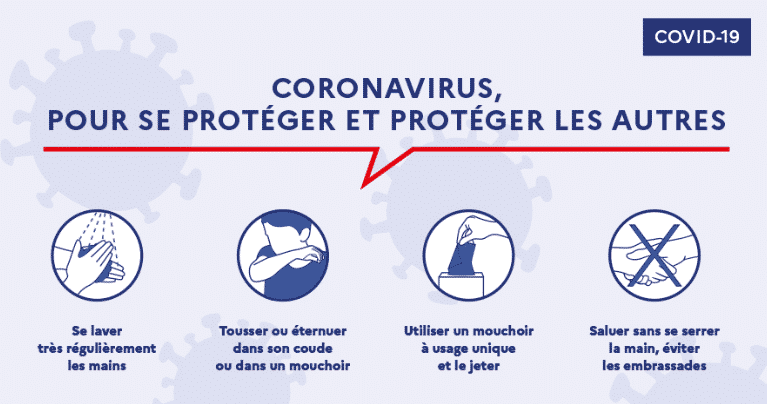 COVID-19
CORONAVIRUS,
POUR SE PROTÉGER ET PROTÉGER LES AUTRES
Se laver
très régulièrement
les mains
Tousser ou éternuer
dans son coude
ou dans un mouchoir
Utiliser un mouchoir
à usage unique
et le jeter
Saluer sans se serrer
la main, éviter
les embrassades